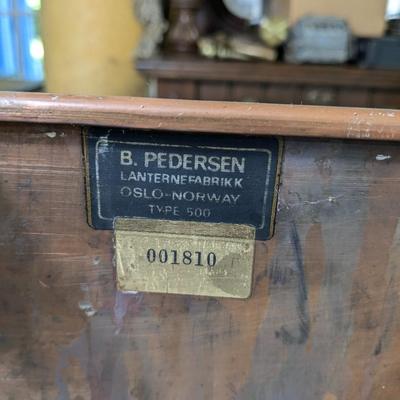 B. PEDERSEN
LANTERNEFABRIKK
OSLO-NORWAY
TYPE 500
001810